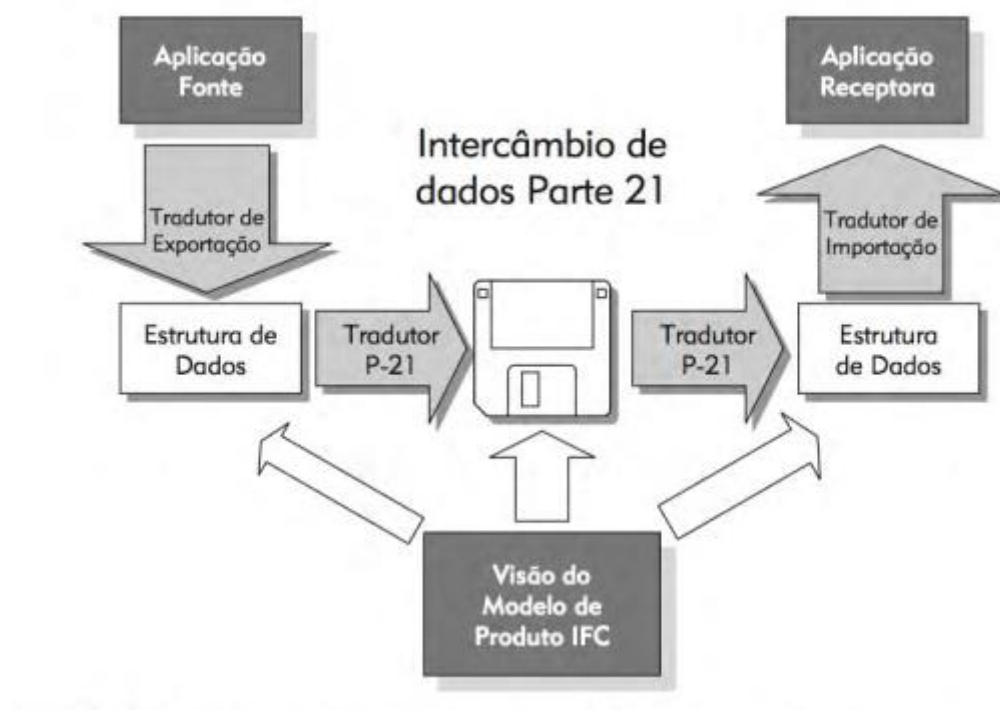 Aplicação
Fonte
Aplicação
Receptora
Intercâmbio de
dados Parte 21
Tradutor de
Exportação
Tradutor de
Importação
Estrutura de
Dados
Tradutor
P-21
Tradutor
P-21
Estrutura
de Dados
Visão do
Modelo de
Produto IFC